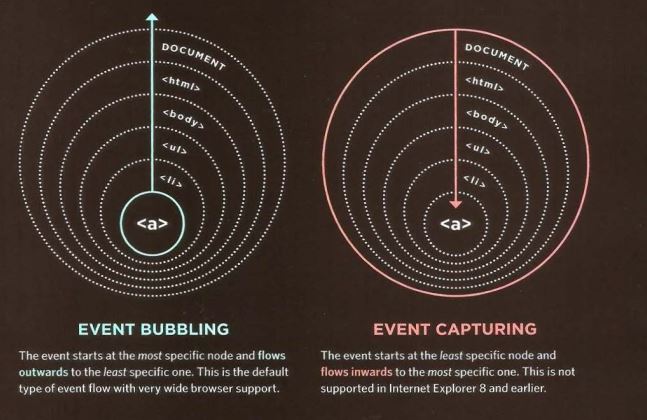 DOCUMENT
<html>
<body>
<ul>
<li>
<a>
EVENT BUBBLING
The event starts at the most specific node and flows
outwards to the least specific one. This is the default
type of event flow with very wide browser support.
DOCUMENT
<html>
<body>
<ul>
<li>
<a>
EVENT CAPTURING
The event starts at the least specific node and
flows inwards to the most specific one. This is not
supported in Internet Explorer 8 and earlier.